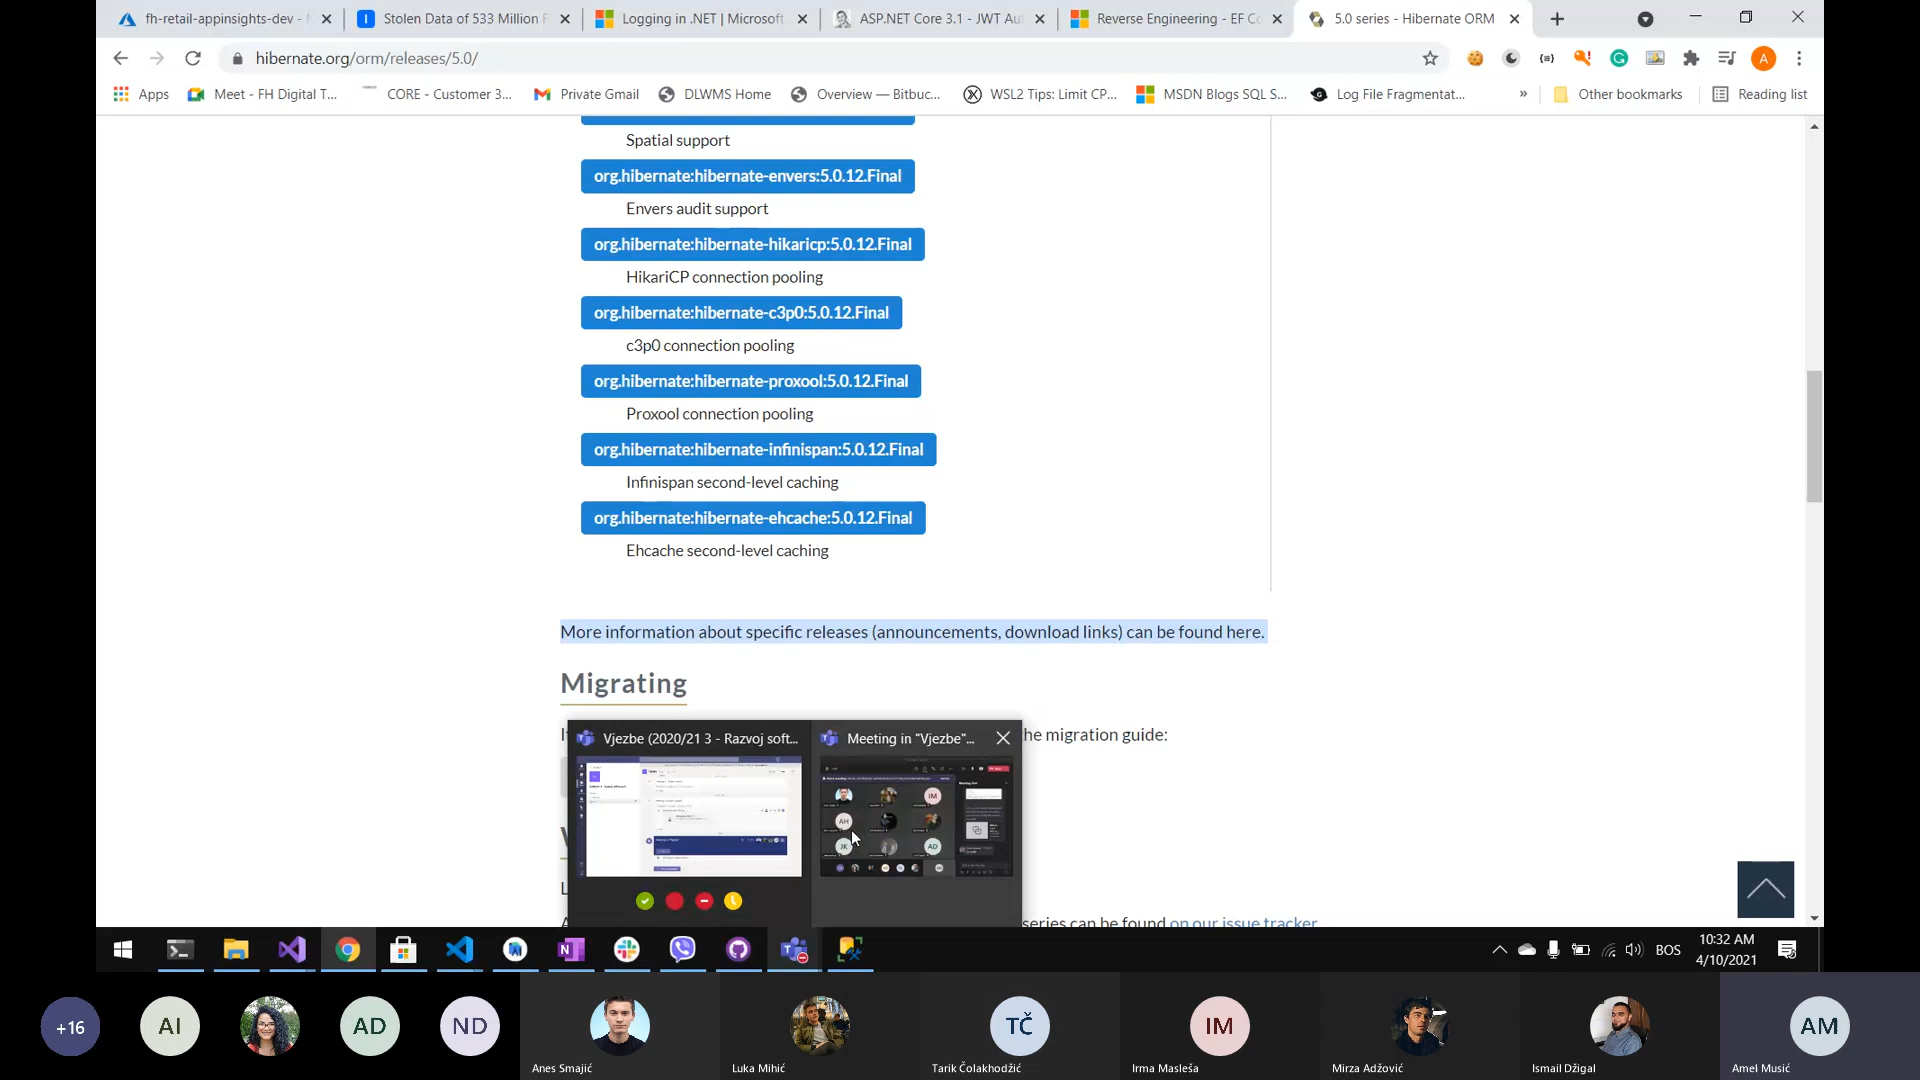 fh-retail-appinsights-dev -
Stolen Data of 533 Million F
Logging in .NET | Microsoft
ASP.NET Core 3.1 - JWT Au
Reverse Engineering - EF Co
5.0 series - Hibernate ORM
hibernate.org/orm/releases/5.0/
A
Apps
Meet - FH Digital T...
CORE - Customer 3...
Private Gmail
DLWMS Home
Overview — Bitbuc...
WSL2 Tips: Limit CP...
MSDN Blogs SQL S...
Log File Fragmentat...
»
Other bookmarks
Reading list
Spatial support
org.hibernate:hibernate-envers:5.0.12.Final
Envers audit support
org.hibernate:hibernate-hikaricp:5.0.12.Final
HikariCP connection pooling
org.hibernate:hibernate-c3p0:5.0.12.Final
c3p0 connection pooling
org.hibernate:hibernate-proxool:5.0.12.Final
Proxool connection pooling
org.hibernate:hibernate-infinispan:5.0.12.Final
Infinispan second-level caching
org.hibernate:hibernate-ehcache:5.0.12.Final
Ehcache second-level caching
More information about specific releases (announcements, download links) can be found here.
Migrating
he migration guide:
Vjezbe (2020/21 3 - Razvoj soft...
Meeting in "Vjezbe"...
IM
AH
JK
AD
series can be found on our issue tracker
BOS
10:32 AM
4/10/2021
+16
AI
AD
ND
Anes Smajić
Luka Mihić
TČ
Tarik Čolakhodžić
IM
Irma Masleša
Mirza Adžović
Ismail Džigal
AM
Amel Musić